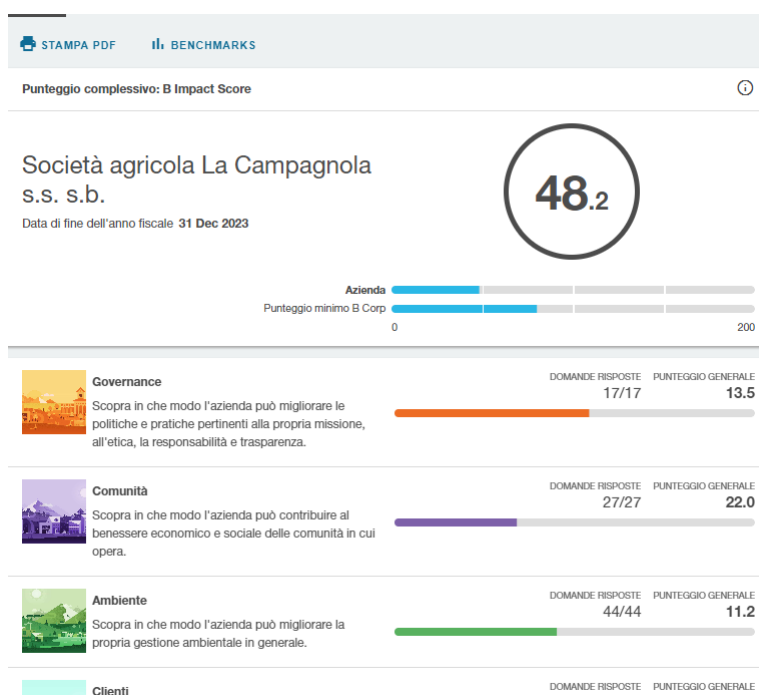 STAMPA PDF BENCHMARKS
Punteggio complessivo: B Impact Score
Società agricola La Campagnola
s.s. s.b.
Data di fine dell'anno fiscale 31 Dec 2023
48.2
Azienda
Punteggio minimo B Corp
0 200
Governance
Scopra in che modo l'azienda può migliorare le
politiche e pratiche pertinenti alla propria missione,
all'etica, la responsabilità e trasparenza.
DOMANDE RISPOSTE PUNTEGGIO GENERALE
17/17 13.5
Comunità
Scopra in che modo l'azienda può contribuire al
benessere economico e sociale delle comunità in cui
opera.
DOMANDE RISPOSTE PUNTEGGIO GENERALE
27/27 22.0
Ambiente
Scopra in che modo l'azienda può migliorare la
propria gestione ambientale in generale.
DOMANDE RISPOSTE PUNTEGGIO GENERALE
44/44 11.2
Clienti
DOMANDE RISPOSTE PUNTEGGIO GENERALE